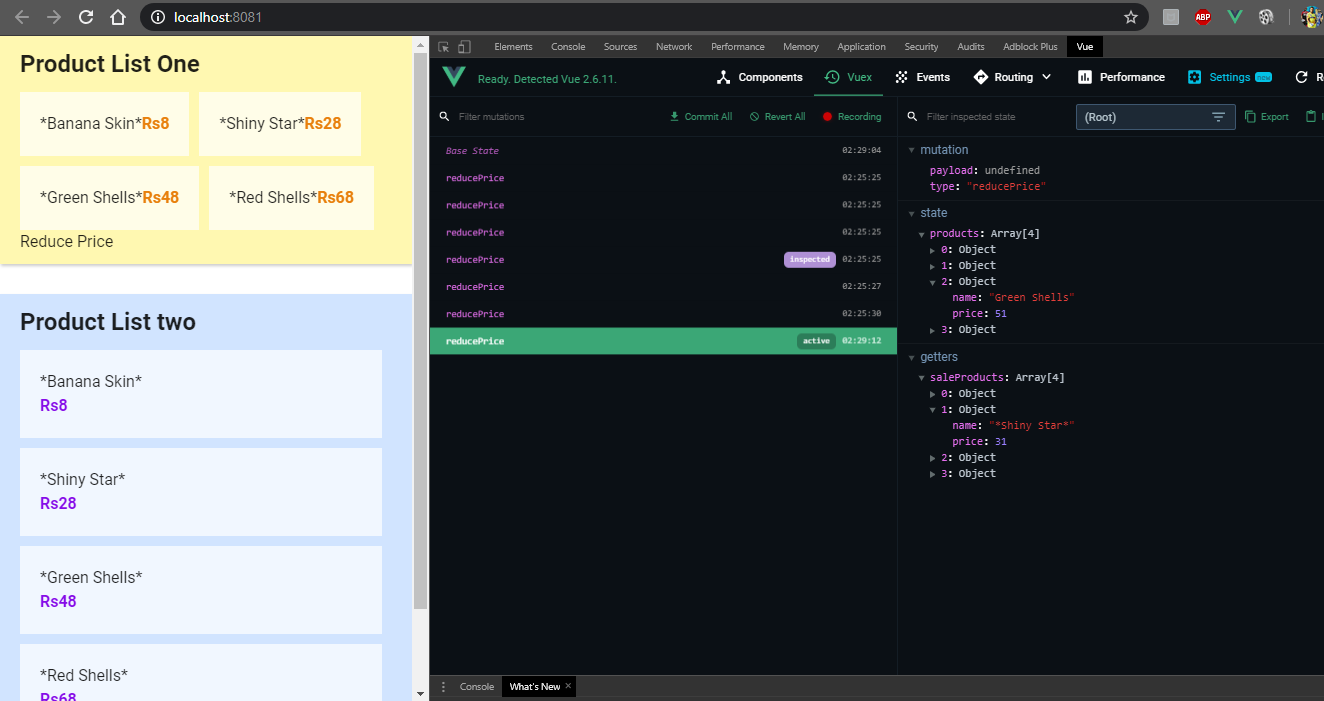 localhost:8081
ABP
Product List One
*Banana Skin*Rs8
*Shiny Star*Rs28
*Green Shells*Rs48
*Red Shells*Rs68
Reduce Price
Product List two
*Banana Skin*
Rs8
*Shiny Star*
Rs28
*Green Shells*
Rs48
*Red Shells*
Rs68
Elements Console Sources Network Performance Memory Application Security Audits Adblock Plus Vue
Ready. Detected Vue 2.6.11.
Components Vuex Events Routing Performance Settings new R
Filter mutations Commit All Revert All Recording
Base State 02:29:04
reducePrice 02:25:25
reducePrice 02:25:25
reducePrice 02:25:25
reducePrice inspected 02:25:25
reducePrice 02:25:27
reducePrice 02:25:30
reducePrice active 02:29:12
Filter inspected state (Root) Export
mutation
payload: undefined
type: "reducePrice"
state
products: Array[4]
0: Object
1: Object
2: Object
name: "Green Shells"
price: 51
3: Object
getters
saleProducts: Array[4]
0: Object
1: Object
name: "*Shiny Star*"
price: 31
2: Object
3: Object
Console What's New ×